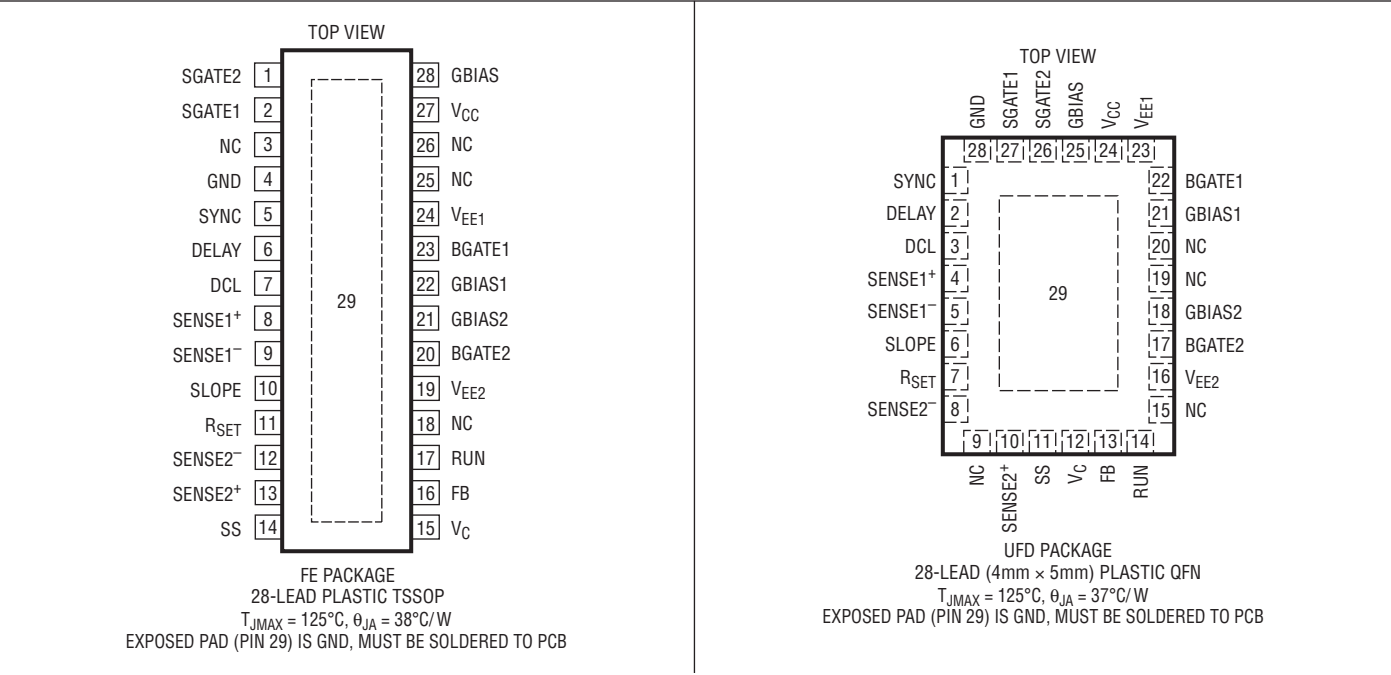 TOP VIEW
SGATE2 1
SGATE1 2
NC 3
GND 4
SYNC 5
DELAY 6
DCL 7
SENSE1+ 8
SENSE1– 9
SLOPE 10
RSET 11
SENSE2– 12
SENSE2+ 13
SS 14
29
28 GBIAS
27 VCC
26 NC
25 NC
24 VEE1
23 BGATE1
22 GBIAS1
21 GBIAS2
20 BGATE2
19 VEE2
18 NC
17 RUN
16 FB
15 VC
FE PACKAGE
28-LEAD PLASTIC TSSOP
TJMAX = 125°C, θJA = 38°C/W
EXPOSED PAD (PIN 29) IS GND, MUST BE SOLDERED TO PCB
TOP VIEW
GND SGATE1 SGATE2 GBIAS VCC VEE1
28 27 26 25 24 23
SYNC 1
DELAY 2
DCL 3
SENSE1+ 4
SENSE1– 5
SLOPE 6
RSET 7
SENSE2– 8
29
22 BGATE1
21 GBIAS1
20 NC
19 NC
18 GBIAS2
17 BGATE2
16 VEE2
15 NC
9 10 11 12 13 14
NC SENSE2+ SS VC FB RUN
UFD PACKAGE
28-LEAD (4mm × 5mm) PLASTIC QFN
TJMAX = 125°C, θJA = 37°C/W
EXPOSED PAD (PIN 29) IS GND, MUST BE SOLDERED TO PCB